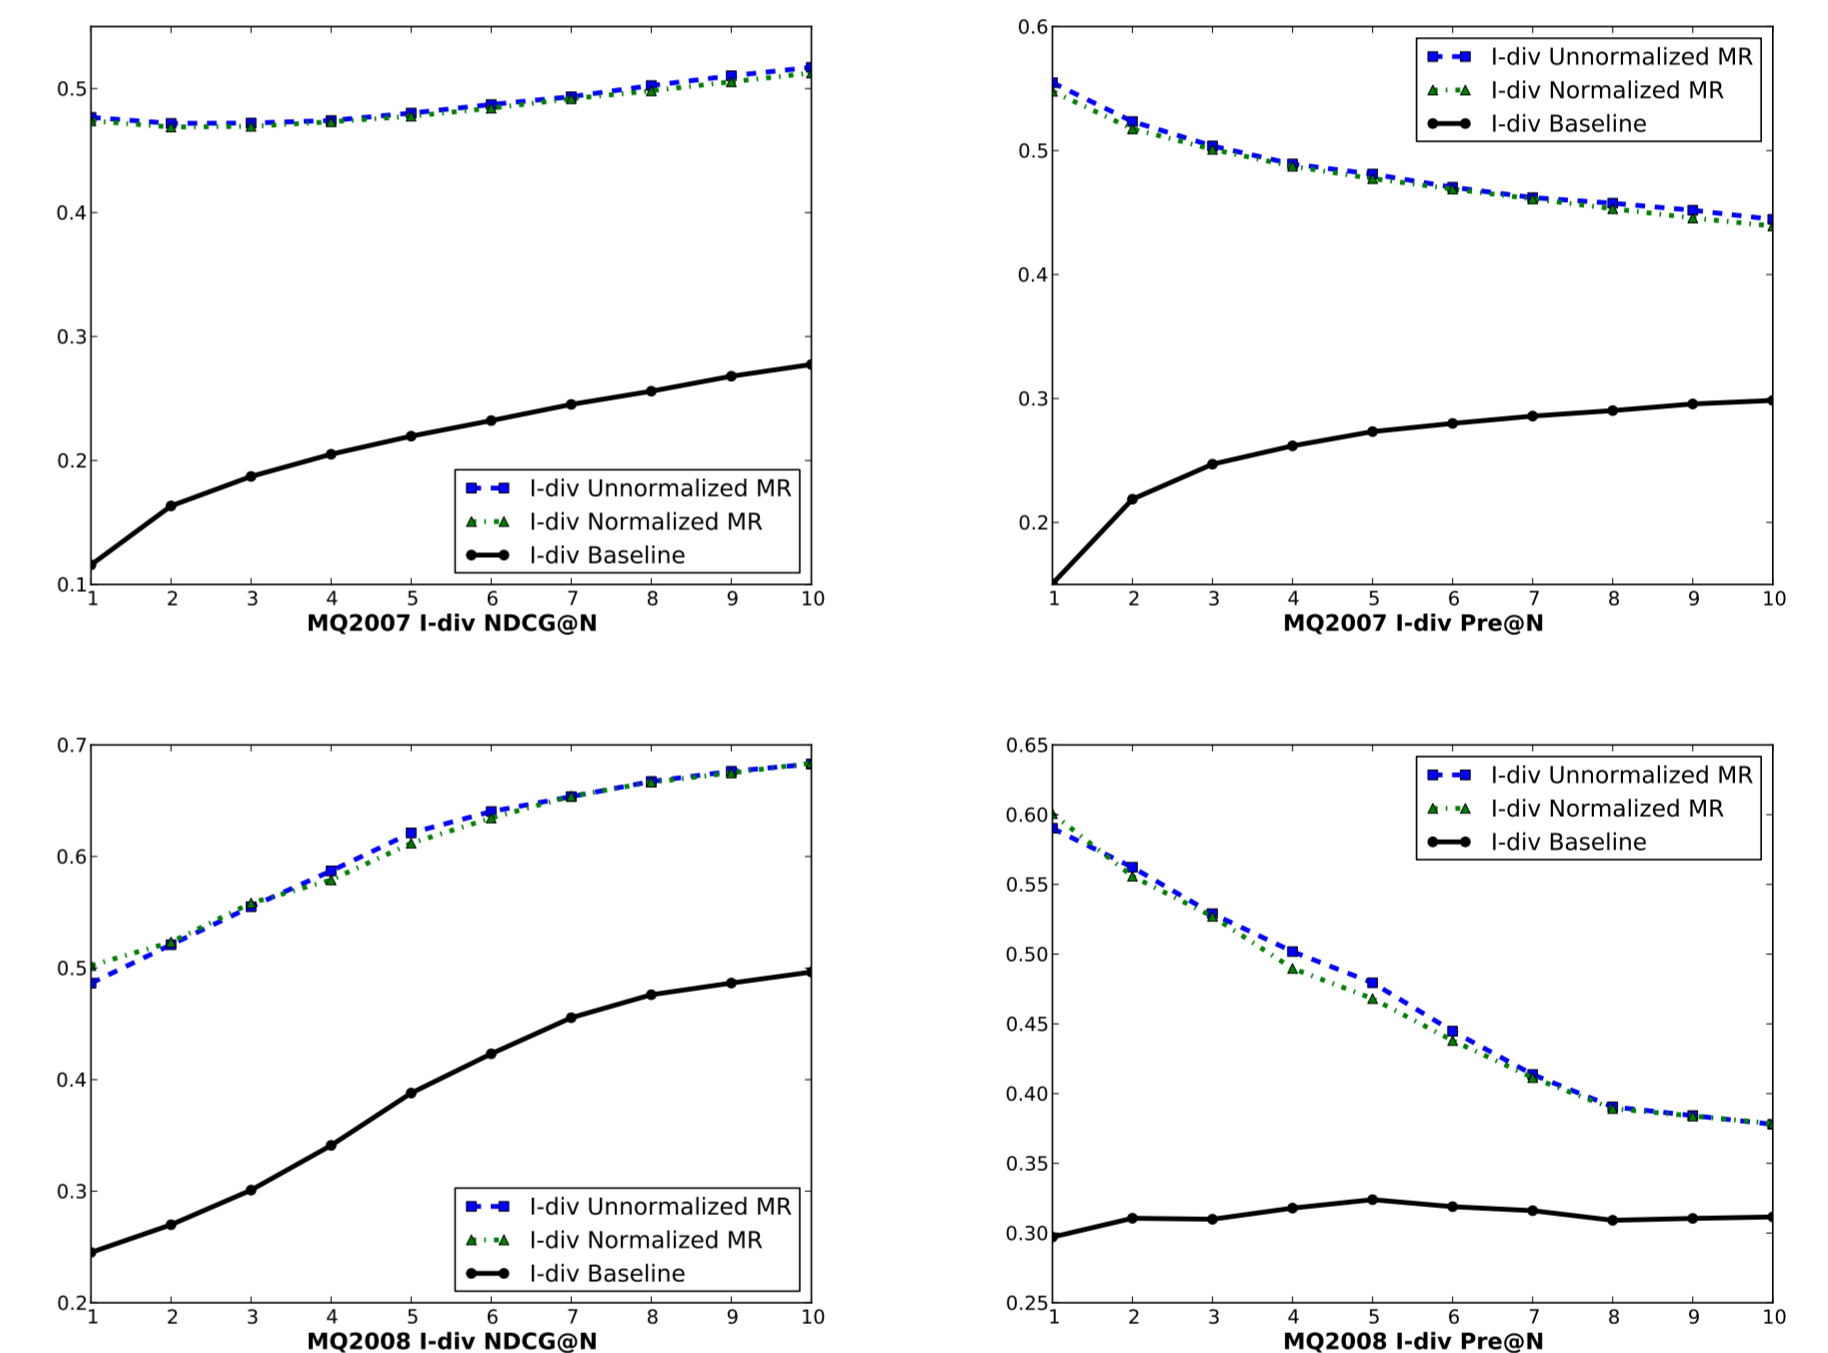 0.5
0.4
0.3
0.2
0.1
1 2 3 4 5 6 7 8 9 10
I-div Unnormalized MR
I-div Normalized MR
I-div Baseline
MQ2007 I-div NDCG@N
0.6
0.5
0.4
0.3
0.2
1 2 3 4 5 6 7 8 9 10
I-div Unnormalized MR
I-div Normalized MR
I-div Baseline
MQ2007 I-div Pre@N
0.7
0.6
0.5
0.4
0.3
0.2
1 2 3 4 5 6 7 8 9 10
I-div Unnormalized MR
I-div Normalized MR
I-div Baseline
MQ2008 I-div NDCG@N
0.65
0.60
0.55
0.50
0.45
0.40
0.35
0.30
0.25
1 2 3 4 5 6 7 8 9 10
I-div Unnormalized MR
I-div Normalized MR
I-div Baseline
MQ2008 I-div Pre@N